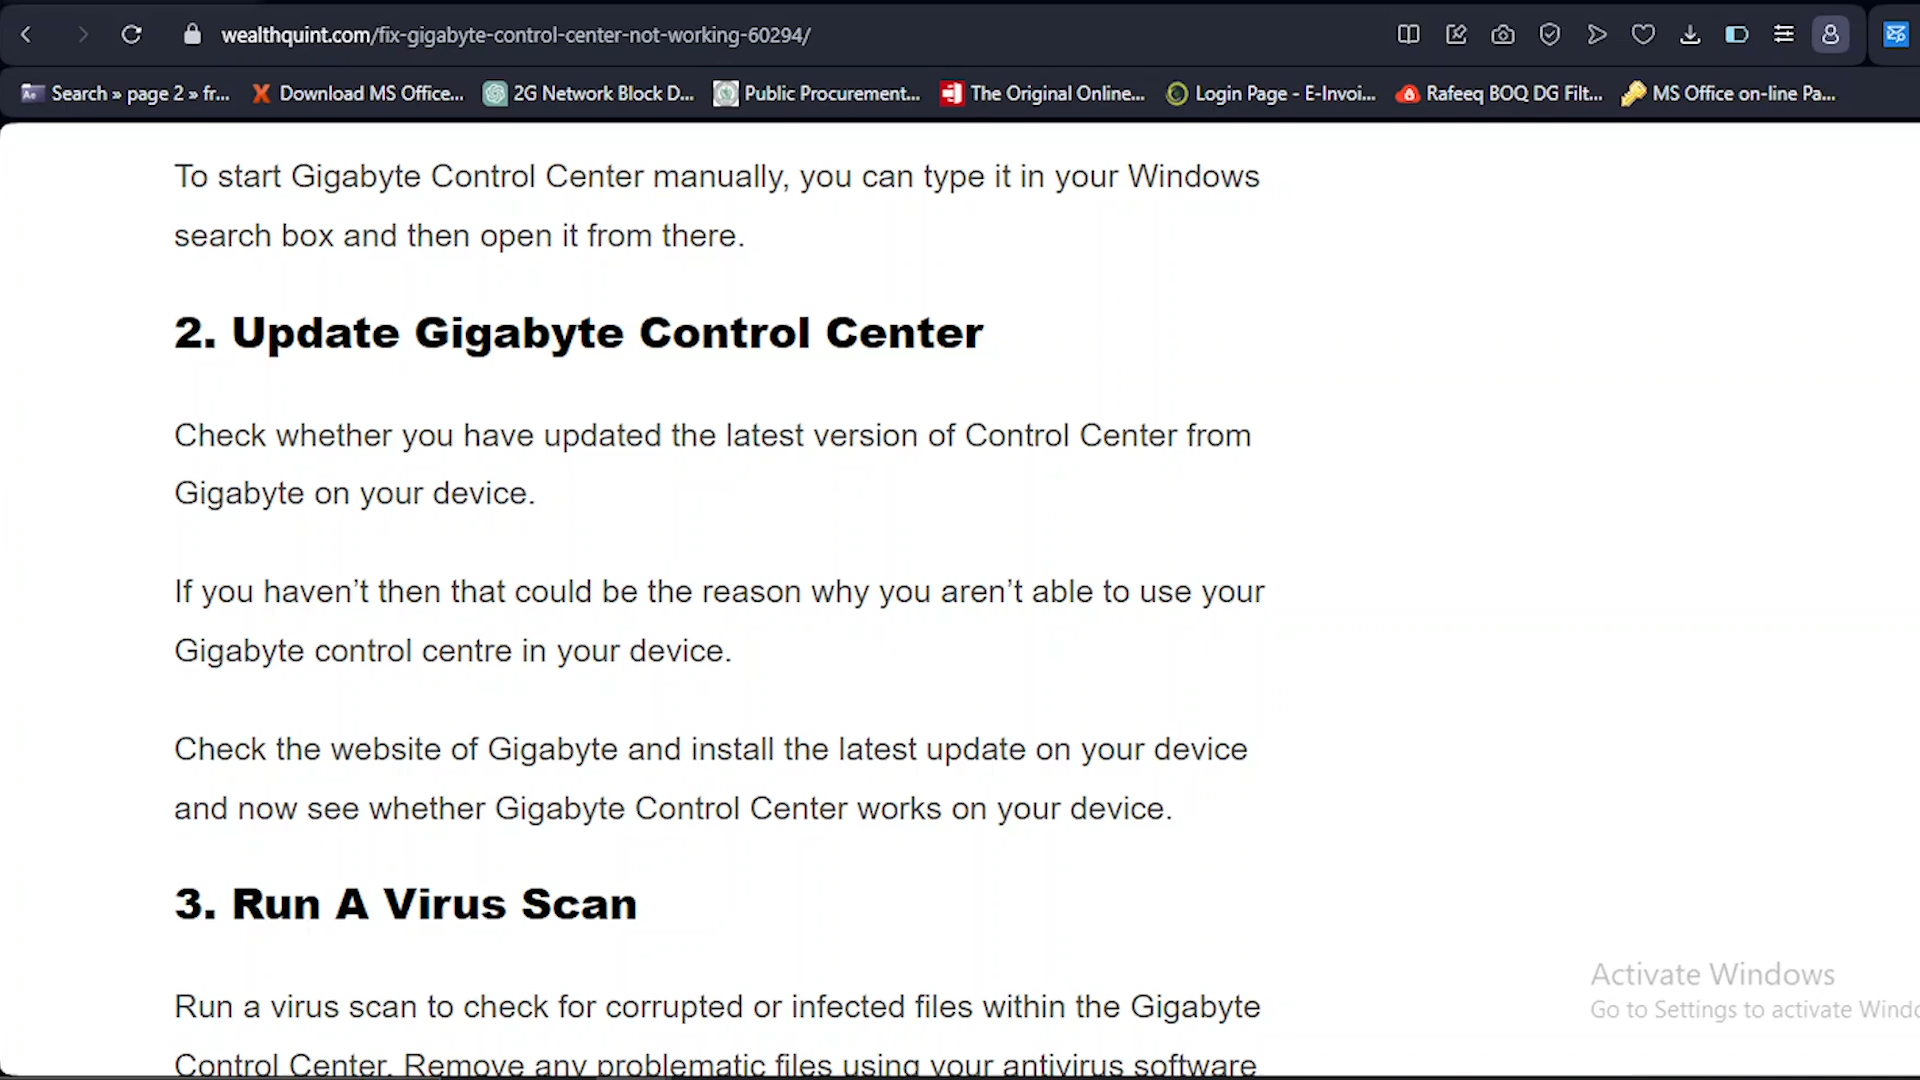 wealthquint.com/fix-gigabyte-control-center-not-working-60294/
Search » page 2 » fr... Download MS Office... 2G Network Block D... Public Procurement... The Original Online... Login Page - E-Invoi... Rafeeq BOQ DG Filt... MS Office on-line Pa...
To start Gigabyte Control Center manually, you can type it in your Windows
search box and then open it from there.
2. Update Gigabyte Control Center
Check whether you have updated the latest version of Control Center from
Gigabyte on your device.
If you haven’t then that could be the reason why you aren’t able to use your
Gigabyte control centre in your device.
Check the website of Gigabyte and install the latest update on your device
and now see whether Gigabyte Control Center works on your device.
3. Run A Virus Scan
Run a virus scan to check for corrupted or infected files within the Gigabyte
Control Center. Remove any problematic files using your antivirus software
Activate Windows
Go to Settings to activate Windo